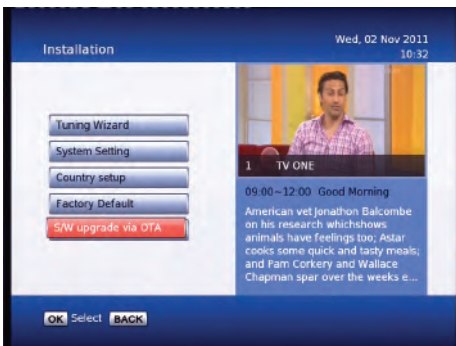 Installation
Wed, 02 Nov 2011
10:32
Tuning Wizard
System Setting
Country setup
Factory Default
S/W upgrade via OTA
1 TV ONE
09:00~12:00 Good Morning
American vet Jonathon Balcombe
on his research whichshows
animals have feelings too; Astar
cooks some quick and tasty meals;
and Pam Corkery and Wallace
Chapman spar over the weeks e...
OK Select BACK